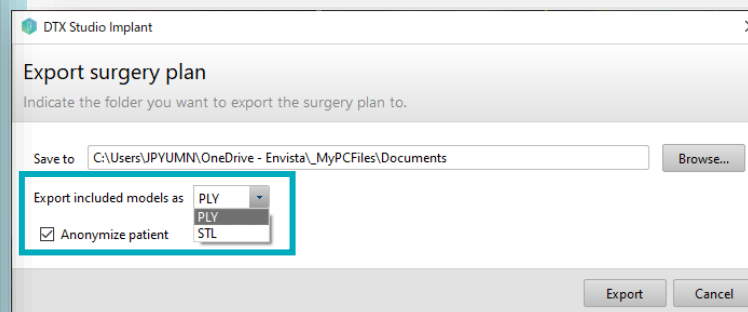 DTX Studio Implant
Export surgery plan
Indicate the folder you want to export the surgery plan to.
Save to C:\Users\JPYUMN\OneDrive - Envista\_MyPCFiles\Documents Browse...
Export included models as PLY
PLY
STL
Anonymize patient
Export Cancel